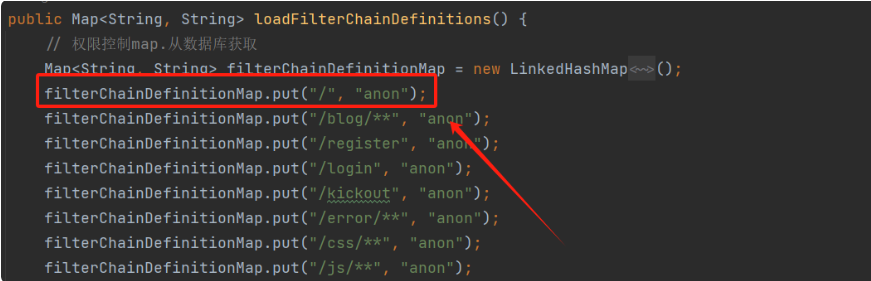 public Map<String, String> loadFilterChainDefinitions() {
// 权限控制map.从数据库获取
Map<String, String> filterChainDefinitionMap = new LinkedHashMap<~>();
filterChainDefinitionMap.put("/", "anon");
filterChainDefinitionMap.put("/blog/**", "anon");
filterChainDefinitionMap.put("/register", "anon");
filterChainDefinitionMap.put("/login", "anon");
filterChainDefinitionMap.put("/kickout", "anon");
filterChainDefinitionMap.put("/error/**", "anon");
filterChainDefinitionMap.put("/css/**", "anon");
filterChainDefinitionMap.put("/js/**", "anon");